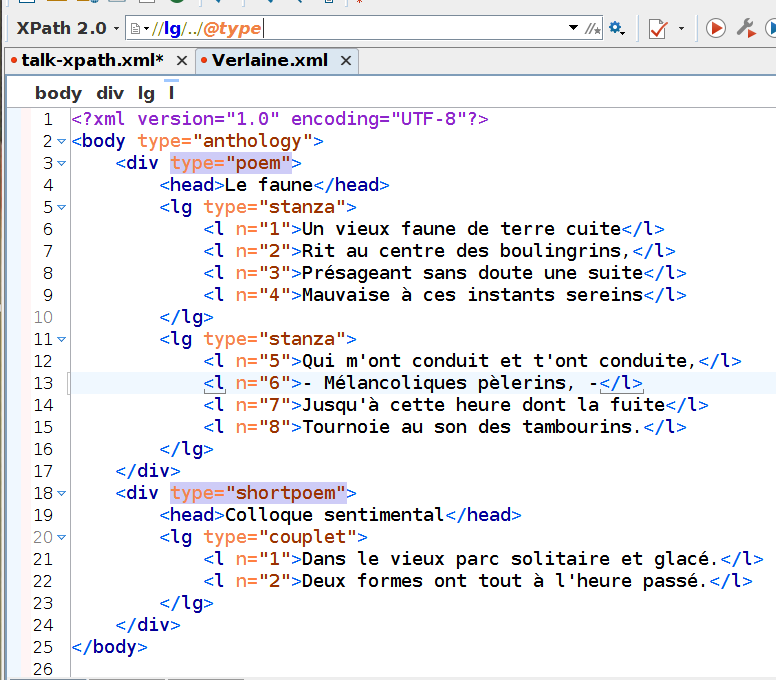 XPath 2.0 //lg/../@type
talk-xpath.xml* Verlaine.xml
body div lg l
1 <?xml version="1.0" encoding="UTF-8"?>
2 <body type="anthology">
3 <div type="poem">
4 <head>Le faune</head>
5 <lg type="stanza">
6 <l n="1">Un vieux faune de terre cuite</l>
7 <l n="2">Rit au centre des boulingrins,</l>
8 <l n="3">Présageant sans doute une suite</l>
9 <l n="4">Mauvaise à ces instants sereins</l>
10 </lg>
11 <lg type="stanza">
12 <l n="5">Qui m'ont conduit et t'ont conduite,</l>
13 <l n="6">- Mélancoliques pèlerins, -</l>
14 <l n="7">Jusqu'à cette heure dont la fuite</l>
15 <l n="8">Tournoie au son des tambourins.</l>
16 </lg>
17 </div>
18 <div type="shortpoem">
19 <head>Colloque sentimental</head>
20 <lg type="couplet">
21 <l n="1">Dans le vieux parc solitaire et glacé.</l>
22 <l n="2">Deux formes ont tout à l'heure passé.</l>
23 </lg>
24 </div>
25 </body>
26